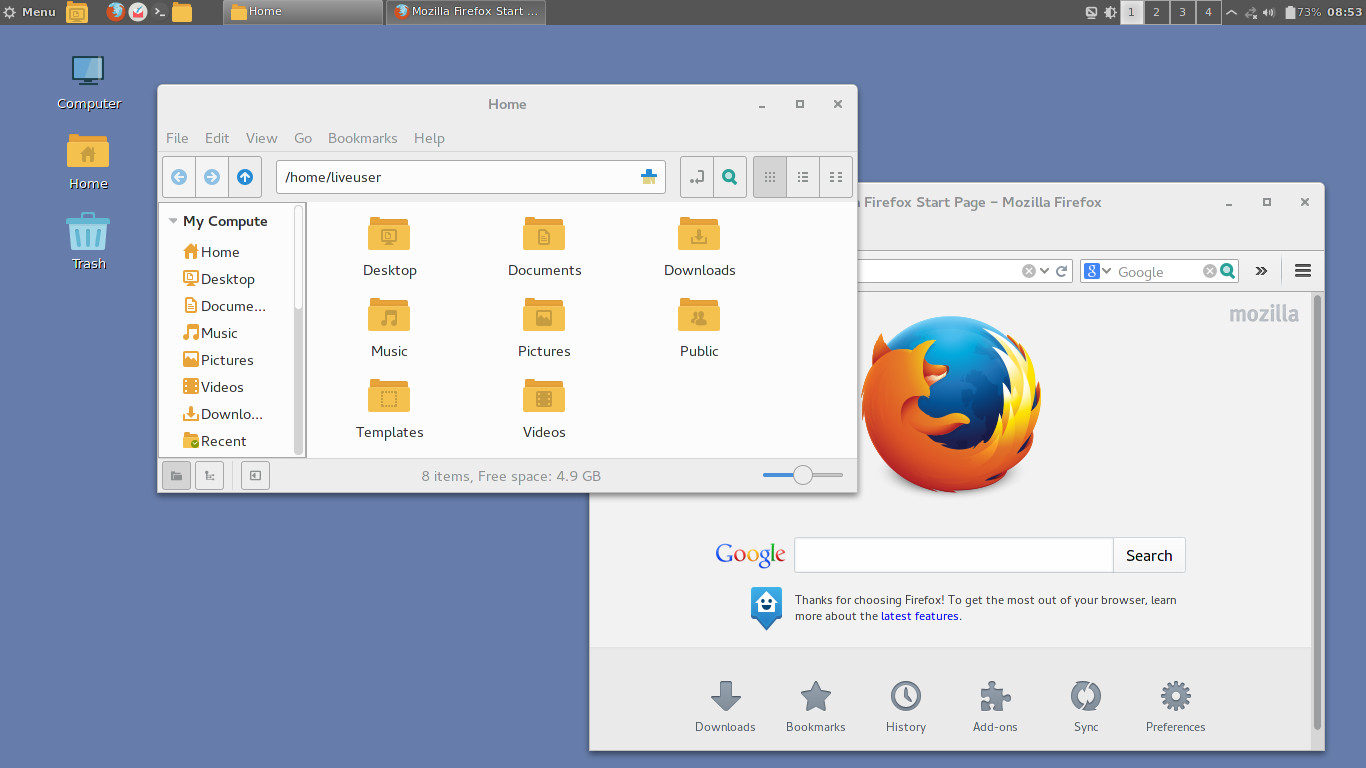 Menu
Home
Mozilla Firefox Start ...
1
2
3
4
73%
08:53
Computer
Home
Trash
Home
File Edit View Go Bookmarks Help
/home/liveuser
My Compute
Home
Desktop
Docume...
Music
Pictures
Videos
Downlo...
Recent
Desktop
Documents
Downloads
Music
Pictures
Public
Templates
Videos
8 items, Free space: 4.9 GB
Firefox Start Page – Mozilla Firefox
8
Google
»
mozilla
Google
Search
Thanks for choosing Firefox! To get the most out of your browser, learn
more about the latest features.
Downloads
Bookmarks
History
Add-ons
Sync
Preferences